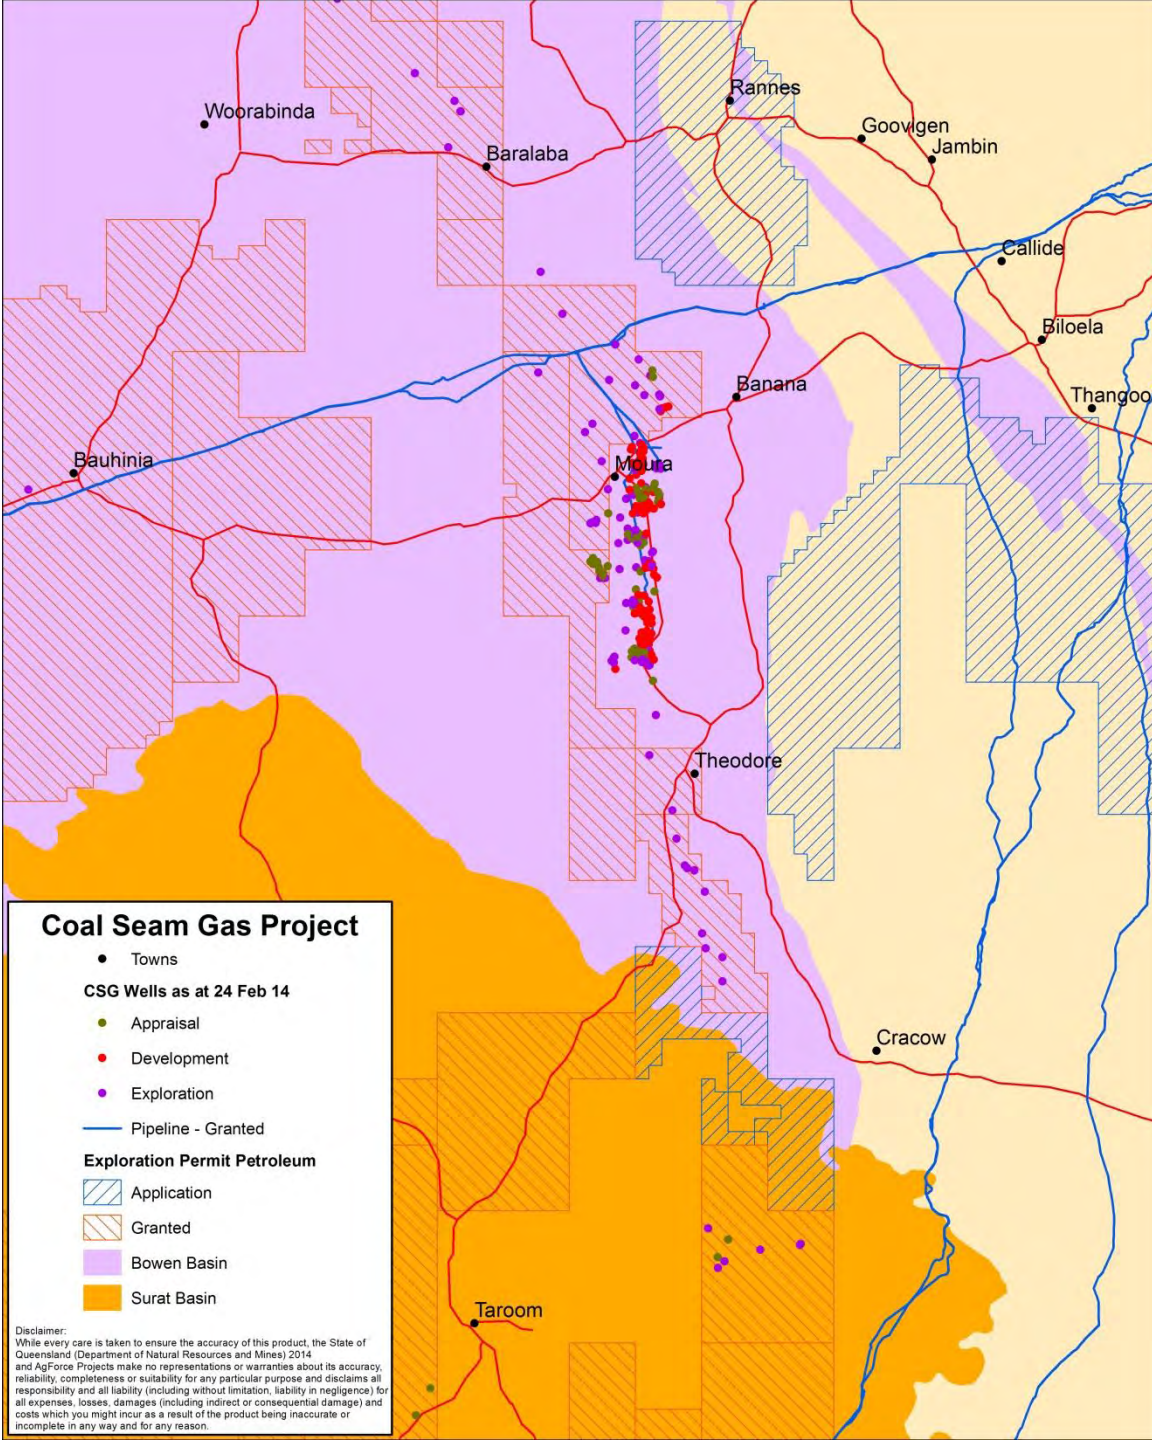 Rannes
Woorabinda
Goovigen
Jambin
Baralaba
Callide
Biloela
Banana
Thangoo
Bauhinia
Moura
Theodore
Cracow
Taroom
Coal Seam Gas Project
Towns
CSG Wells as at 24 Feb 14
Appraisal
Development
Exploration
Pipeline - Granted
Exploration Permit Petroleum
Application
Granted
Bowen Basin
Surat Basin
Disclaimer:
While every care is taken to ensure the accuracy of this product, the State of
Queensland (Department of Natural Resources and Mines) 2014
and AgForce Projects make no representations or warranties about its accuracy,
reliability, completeness or suitability for any particular purpose and disclaims all
responsibility and all liability (including without limitation, liability in negligence) for
all expenses, losses, damages (including indirect or consequential damage) and
costs which you might incur as a result of the product being inaccurate or
incomplete in any way and for any reason.